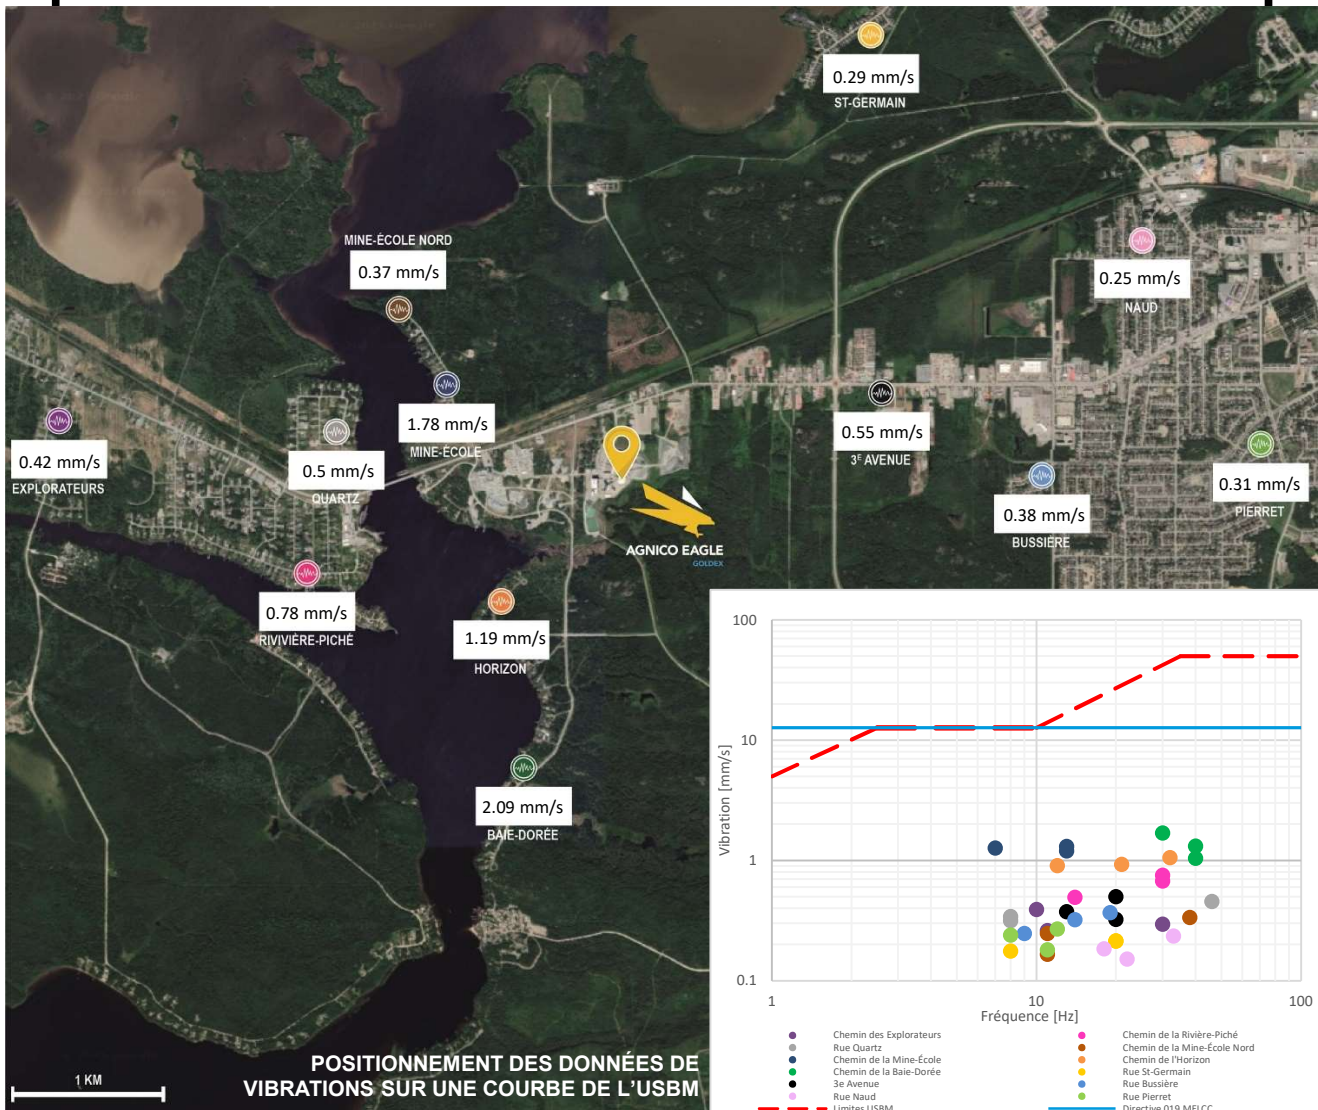 0.29 mm/s
ST-GERMAIN
MINE-ÉCOLE NORD
0.37 mm/s
0.25 mm/s
NAUD
1.78 mm/s
MINE-ÉCOLE
0.42 mm/s
EXPLORATEURS
0.5 mm/s
QUARTZ
0.55 mm/s
3E AVENUE
0.31 mm/s
PIERRET
0.38 mm/s
BUSSIÈRE
AGNICO EAGLE
GOLDEX
0.78 mm/s
RIVIVIÈRE-PICHÉ
1.19 mm/s
HORIZON
2.09 mm/s
BAIE-DORÉE
POSITIONNEMENT DES DONNÉES DE
VIBRATIONS SUR UNE COURBE DE L'USBM
1 KM
100
10
1
0.1
Vibration [mm/s]
1
10
100
Fréquence [Hz]
Chemin des Explorateurs
Chemin de la Rivière-Piché
Rue Quartz
Chemin de la Mine-École Nord
Chemin de la Mine-École
Chemin de l'Horizon
Chemin de la Baie-Dorée
Rue St-Germain
3e Avenue
Rue Bussière
Rue Naud
Rue Pierret
Limites USBM
Directive 019 MELCC